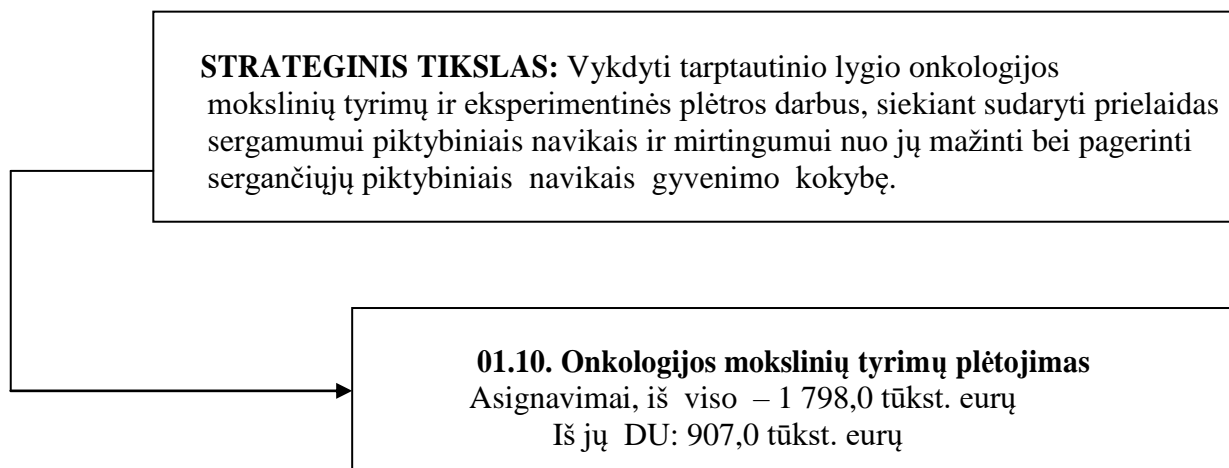 STRATEGINIS TIKSLAS: Vykdyti tarptautinio lygio onkologijos
mokslinių tyrimų ir eksperimentinės plėtros darbus, siekiant sudaryti prielaidas
sergamumui piktybiniais navikais ir mirtingumui nuo jų mažinti bei pagerinti
sergančiųjų piktybiniais navikais gyvenimo kokybę.
01.10. Onkologijos mokslinių tyrimų plėtojimas
Asignavimai, iš viso – 1 798,0 tūkst. eurų
Iš jų DU: 907,0 tūkst. eurų